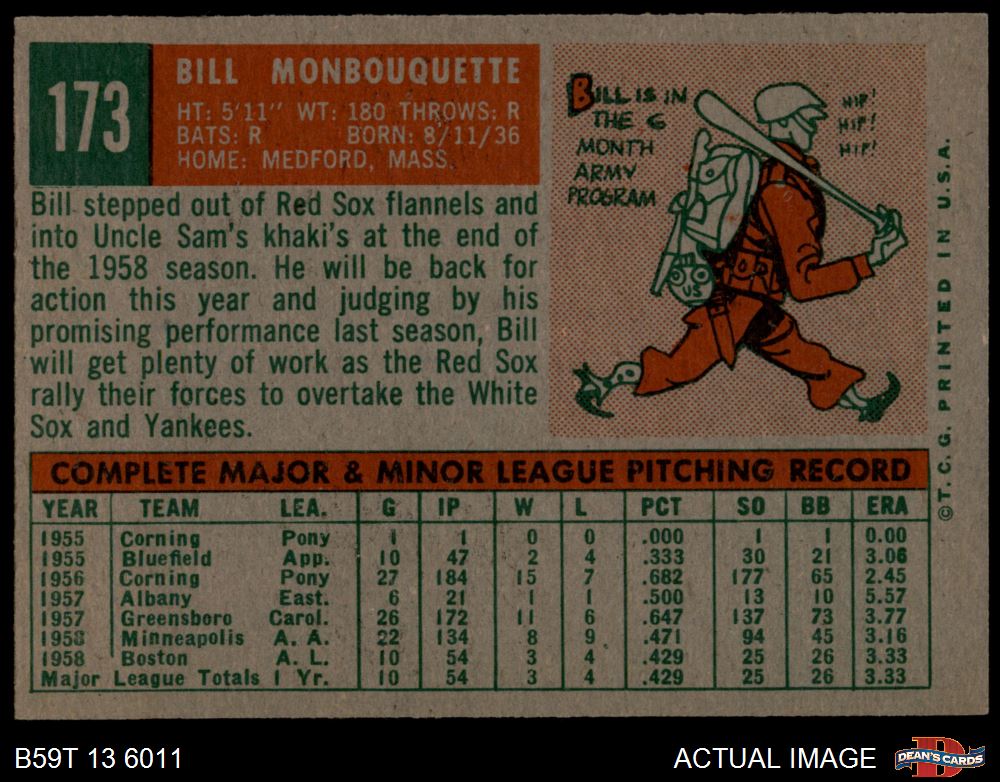 173
BILL MONBOUQUETTE
HT: 5'11" WT: 180 THROWS: R
BATS: R BORN: 8/11/36
HOME: MEDFORD, MASS.
BILL IS IN
THE 6
MONTH
ARMY
PROGRAM
HIP!
HIP!
HIP!
US
Bill stepped out of Red Sox flannels and
into Uncle Sam's khaki's at the end of
the 1958 season. He will be back for
action this year and judging by his
promising performance last season, Bill
will get plenty of work as the Red Sox
rally their forces to overtake the White
Sox and Yankees.
COMPLETE MAJOR & MINOR LEAGUE PITCHING RECORD
YEAR TEAM LEA. G IP W L PCT SO BB ERA
1955 Corning Pony 1 1 0 0 .000 1 1 0.00
1955 Bluefield App. 10 47 2 4 .333 30 21 3.06
1956 Corning Pony 27 184 15 7 .682 177 65 2.45
1957 Albany East. 6 21 1 1 .500 13 10 5.57
1957 Greensboro Carol. 26 172 11 6 .647 137 73 3.77
1958 Minneapolis A. A. 22 134 8 9 .471 94 45 3.16
1958 Boston A. L. 10 54 3 4 .429 25 26 3.33
Major League Totals 1 Yr. 10 54 3 4 .429 25 26 3.33
©T. C. G. PRINTED IN U.S.A.
B59T 13 6011
ACTUAL IMAGE
D
DEAN'S CARDS